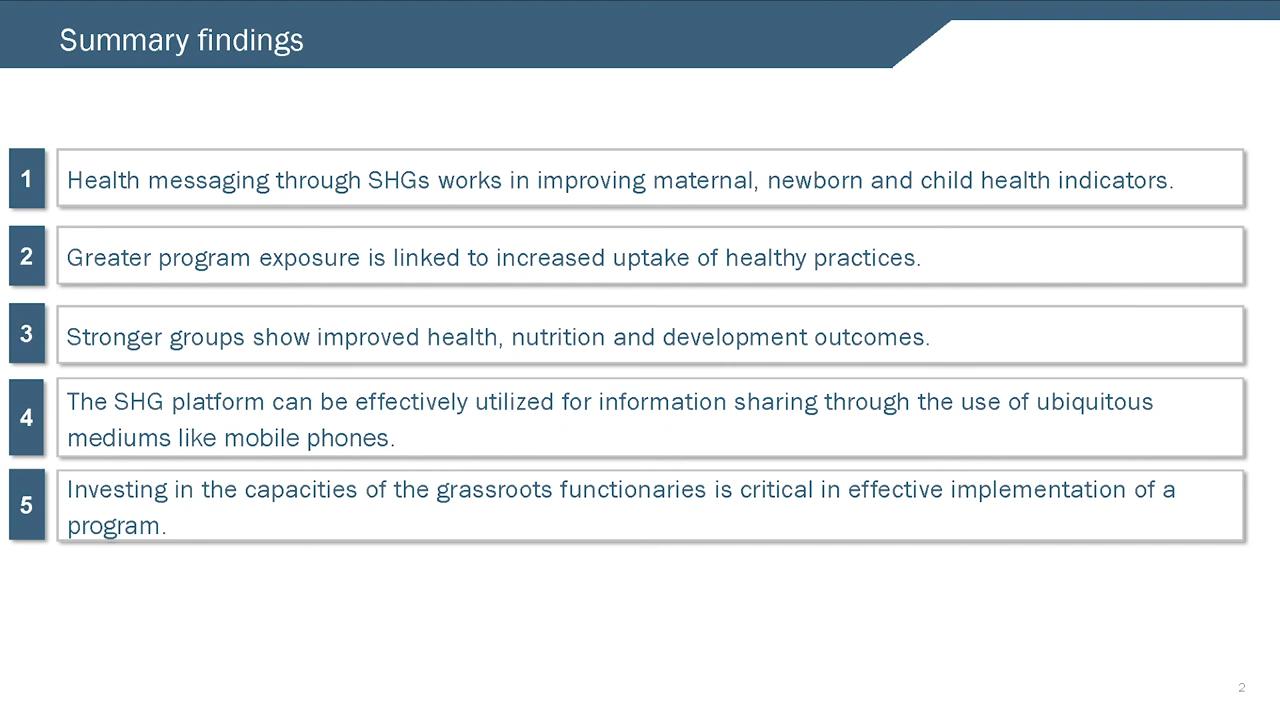 Summary findings
1
Health messaging through SHGs works in improving maternal, newborn and child health indicators.
2
Greater program exposure is linked to increased uptake of healthy practices.
3
Stronger groups show improved health, nutrition and development outcomes.
4
The SHG platform can be effectively utilized for information sharing through the use of ubiquitous
mediums like mobile phones.
5
Investing in the capacities of the grassroots functionaries is critical in effective implementation of a
program.
2